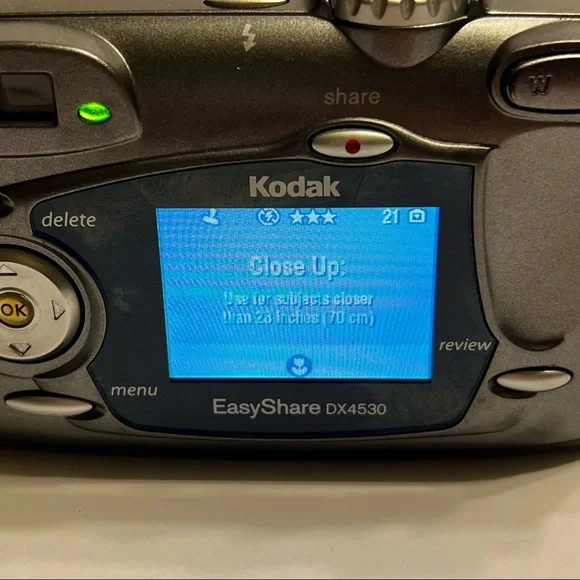 share
W
Kodak
delete
21
Close Up:
Use for subjects closer
than 28 inches (70 cm)
OK
review
menu
EasyShare DX4530